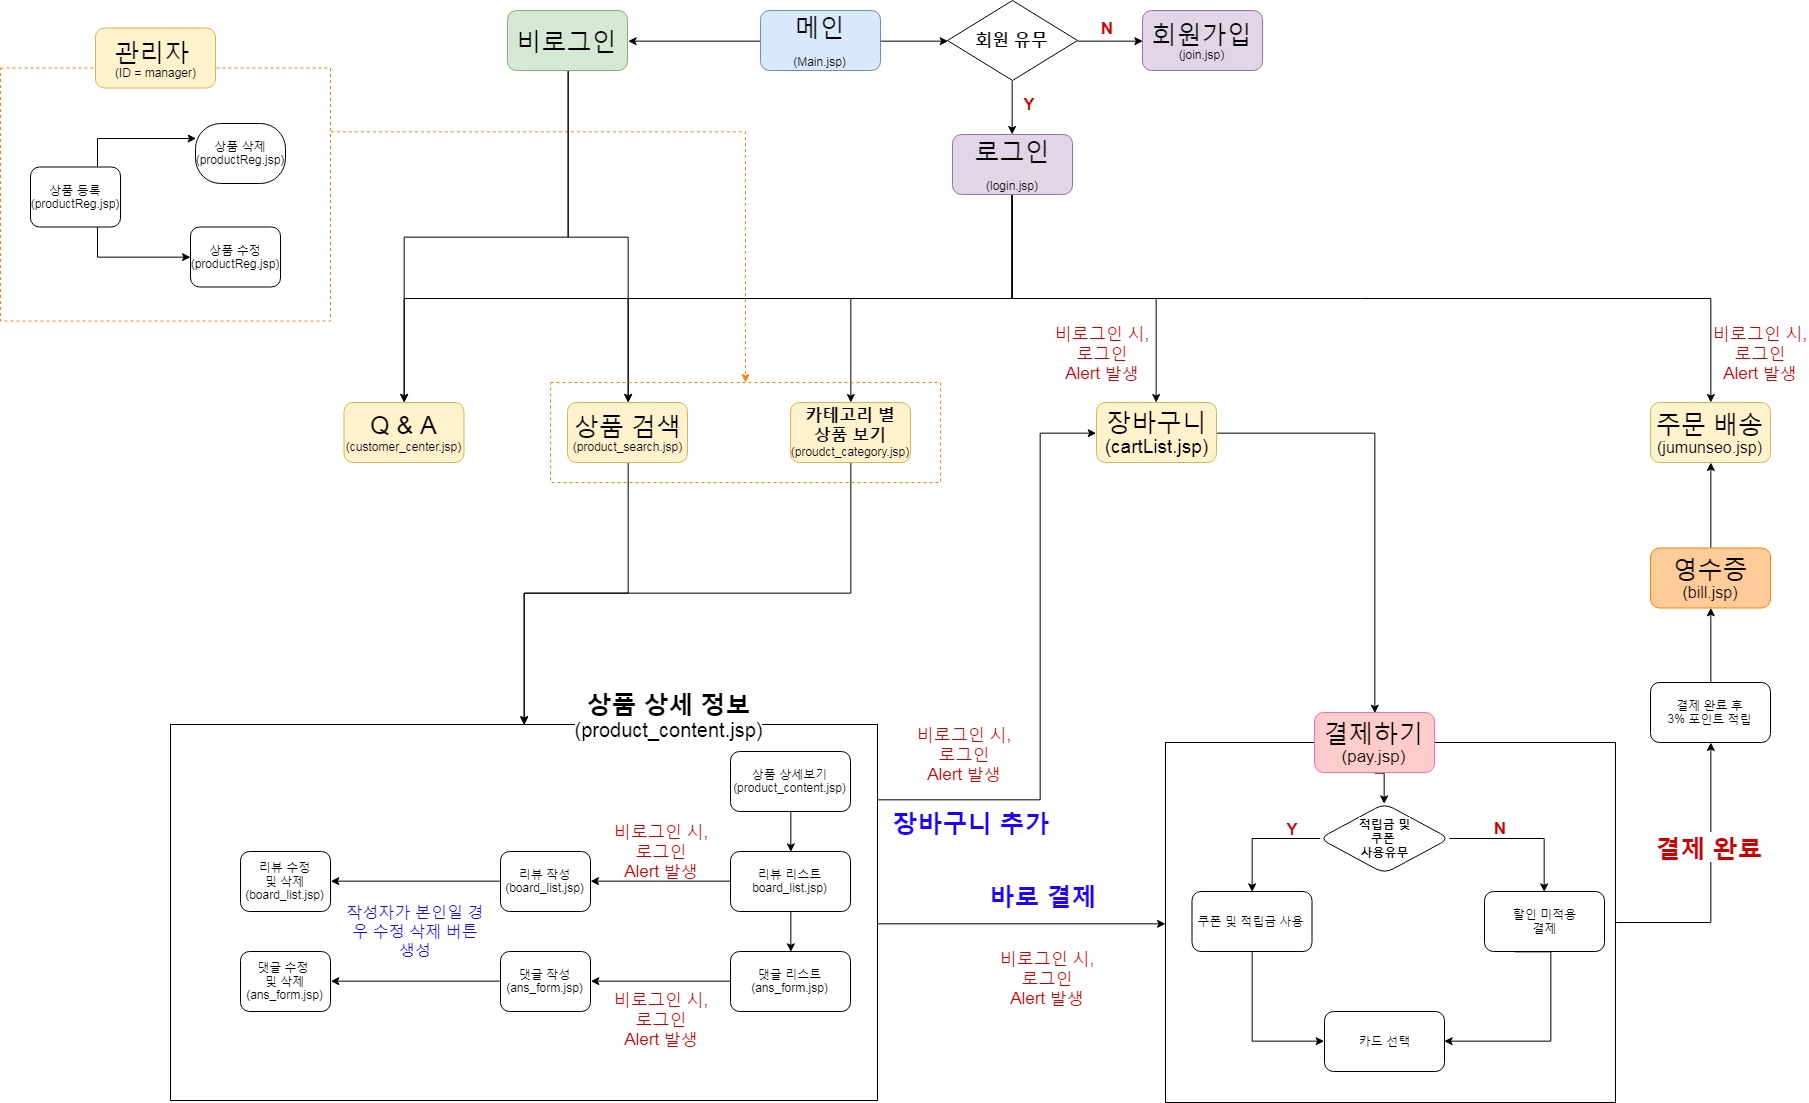 관리자
(ID = manager)
상품 삭제
(productReg.jsp)
상품 등록
(productReg.jsp)
상품 수정
(productReg.jsp)
비로그인
메인
(Main.jsp)
회원 유무
N
회원가입
(join.jsp)
Y
로그인
(login.jsp)
비로그인 시,
로그인
Alert 발생
비로그인 시,
로그인
Alert 발생
Q & A
(customer_center.jsp)
상품 검색
(product_search.jsp)
카테고리 별
상품 보기
(proudct_category.jsp)
장바구니
(cartList.jsp)
주문 배송
(jumunseo.jsp)
영수증
(bill.jsp)
결제 완료 후
3% 포인트 적립
결제 완료
상품 상세 정보
(product_content.jsp)
상품 상세보기
(product_content.jsp)
비로그인 시,
로그인
Alert 발생
리뷰 리스트
board_list.jsp)
리뷰 작성
(board_list.jsp)
리뷰 수정
및 삭제
(board_list.jsp)
작성자가 본인일 경
우 수정 삭제 버튼
생성
댓글 리스트
(ans_form.jsp)
댓글 작성
(ans_form.jsp)
댓글 수정
및 삭제
(ans_form.jsp)
비로그인 시,
로그인
Alert 발생
비로그인 시,
로그인
Alert 발생
장바구니 추가
바로 결제
비로그인 시,
로그인
Alert 발생
결제하기
(pay.jsp)
적립금 및
쿠폰
사용유무
Y
N
쿠폰 및 적립금 사용
할인 미적용
결제
카드 선택